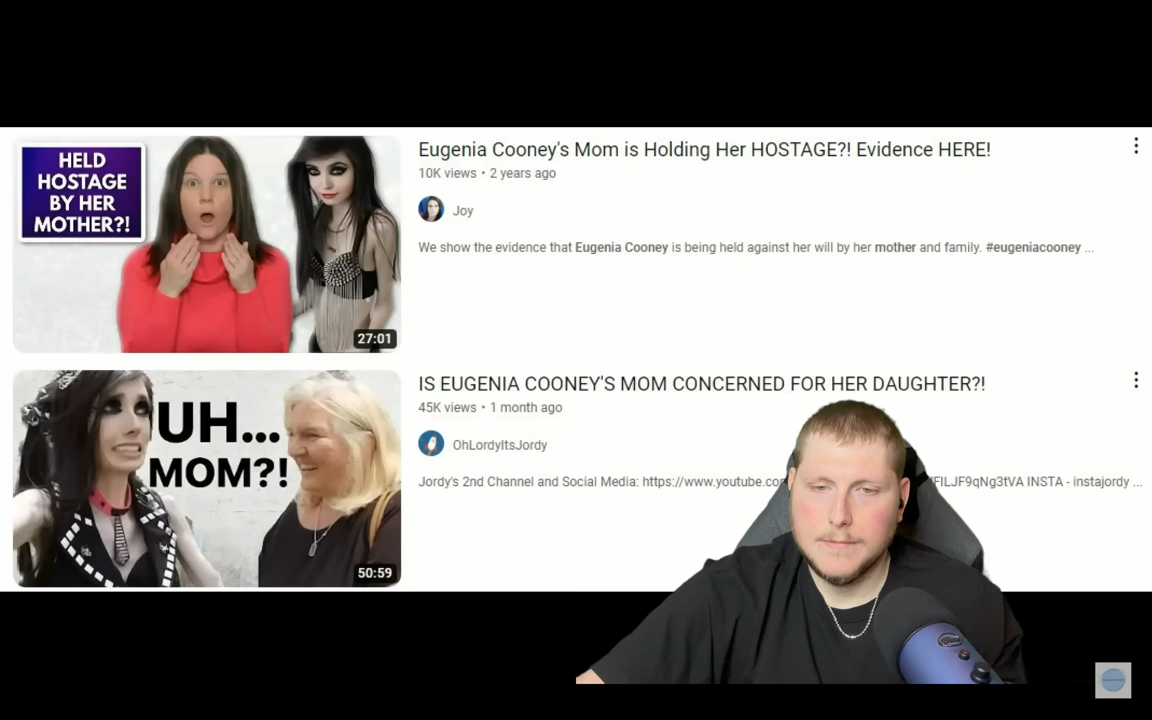 HELD
HOSTAGE
BY HER
MOTHER?!
27:01
Eugenia Cooney's Mom is Holding Her HOSTAGE?! Evidence HERE!
10K views • 2 years ago
Joy
We show the evidence that Eugenia Cooney is being held against her will by her mother and family. #eugeniacooney ...
UH...
MOM?!
50:59
IS EUGENIA COONEY'S MOM CONCERNED FOR HER DAUGHTER?!
45K views • 1 month ago
OhLordyItsJordy
Jordy's 2nd Channel and Social Media: https://www.youtube.co FILJF9qNg3tVA INSTA - instajordy ...